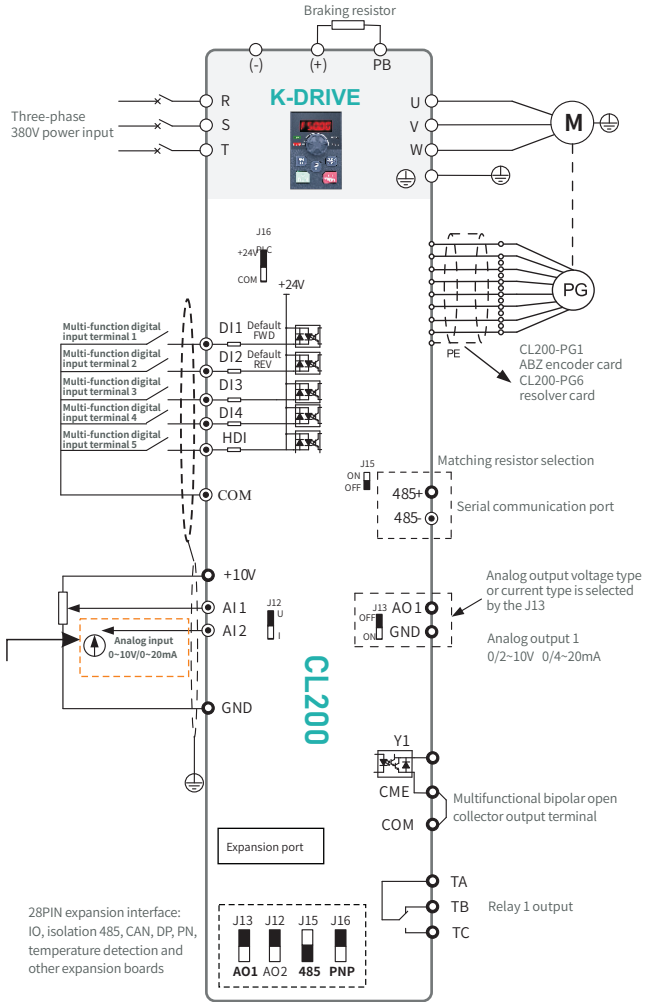 Braking resistor
(-)
(+)
PB
K-DRIVE
Three-phase
380V power input
R
S
T
U
V
W
M
J16
+24V PLC
COM
+24V
PG
PE
CL200-PG1
ABZ encoder card
CL200-PG6
resolver card
Multi-function digital
input terminal 1
DI1 Default
FWD
Multi-function digital
input terminal 2
DI2 Default
REV
Multi-function digital
input terminal 3
DI3
Multi-function digital
input terminal 4
DI4
Multi-function digital
input terminal 5
HDI
COM
Matching resistor selection
J15
ON
OFF
485+
485-
Serial communication port
+10V
AI1
AI2
J12
U
I
Analog input
0~10V/0~20mA
GND
J13
OFF
ON
AO1
GND
Analog output voltage type
or current type is selected
by the J13
Analog output 1
0/2~10V 0/4~20mA
CL200
Y1
CME
COM
Multifunctional bipolar open
collector output terminal
Expansion port
TA
TB
TC
Relay 1 output
28PIN expansion interface:
IO, isolation 485, CAN, DP, PN,
temperature detection and
other expansion boards
J13 J12 J15 J16
AO1 AO2 485 PNP